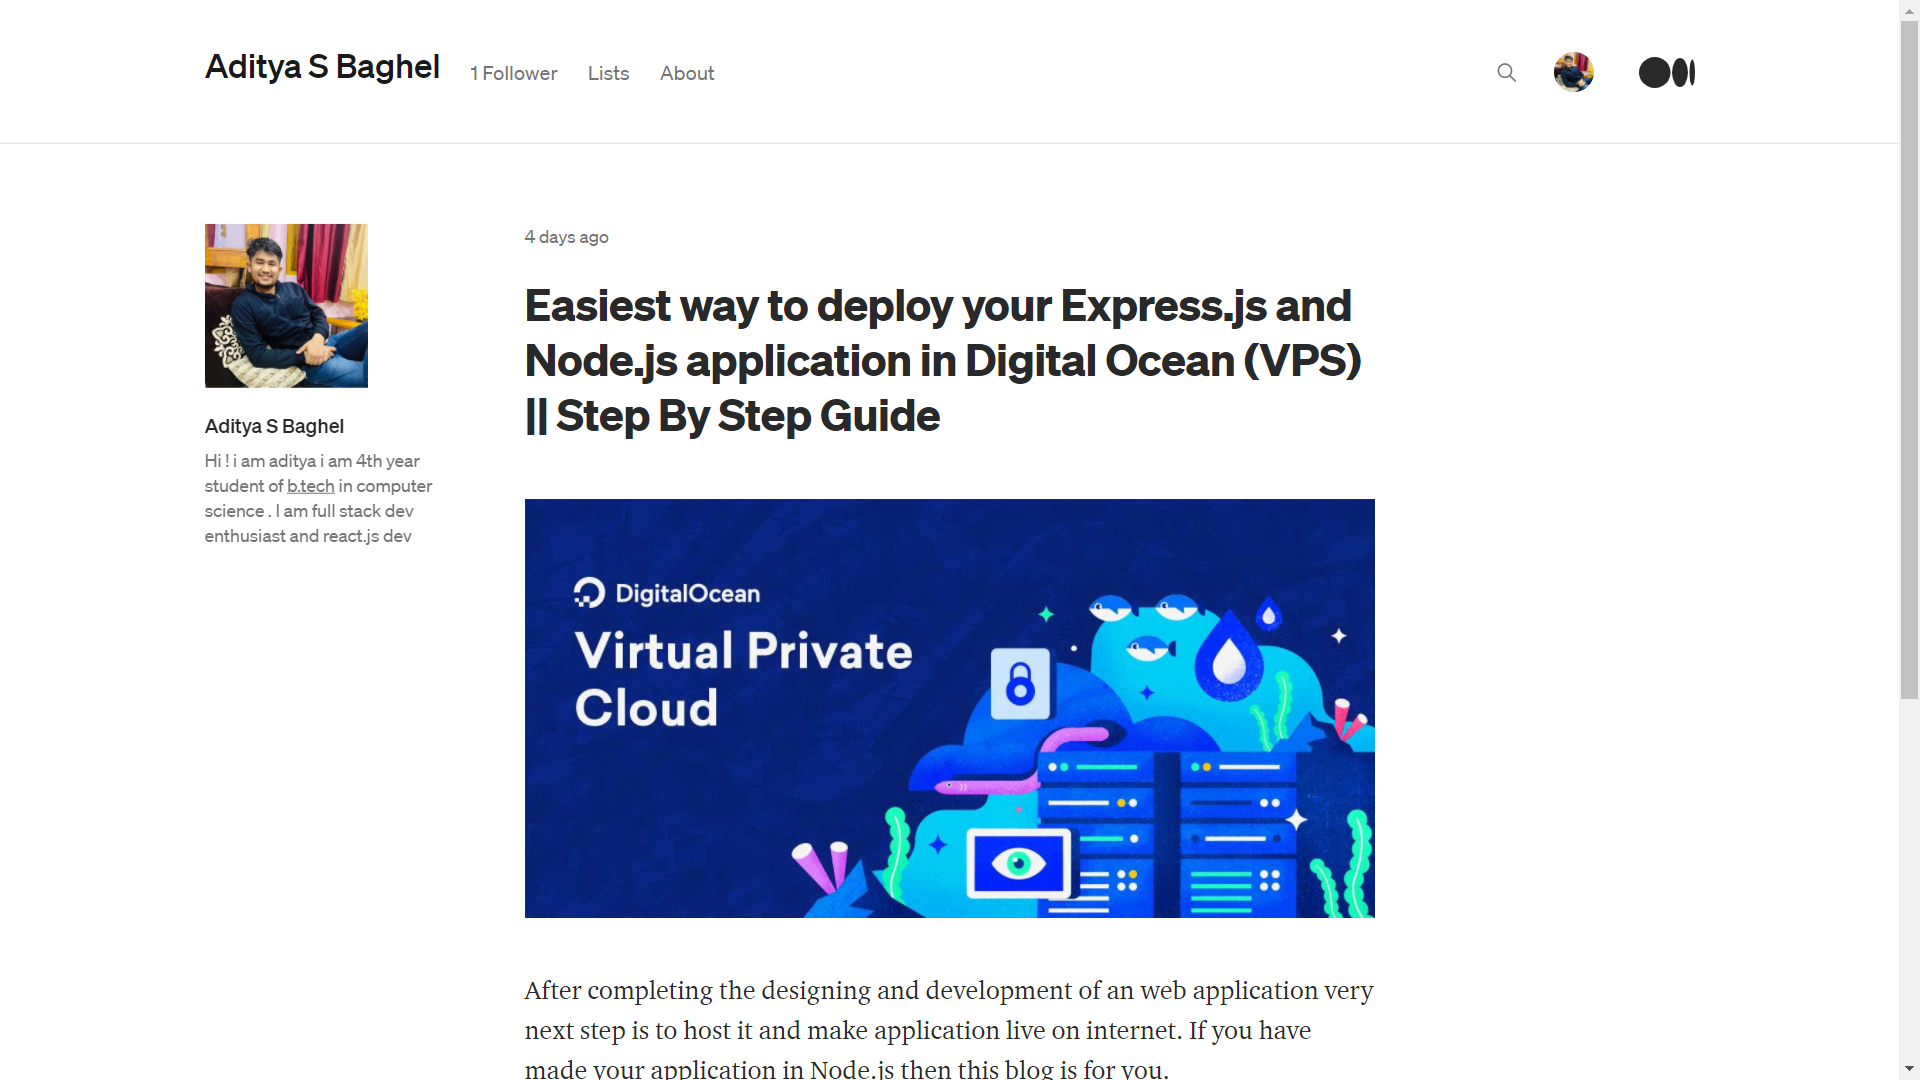 Aditya S Baghel
1 Follower
Lists
About
4 days ago
Easiest way to deploy your Express.js and
Node.js application in Digital Ocean (VPS)
|| Step By Step Guide
Aditya S Baghel
Hi ! i am aditya i am 4th year
student of b.tech in computer
science . I am full stack dev
enthusiast and react.js dev
DigitalOcean
Virtual Private
Cloud
After completing the designing and development of an web application very
next step is to host it and make application live on internet. If you have
made your application in Node.js then this blog is for you.